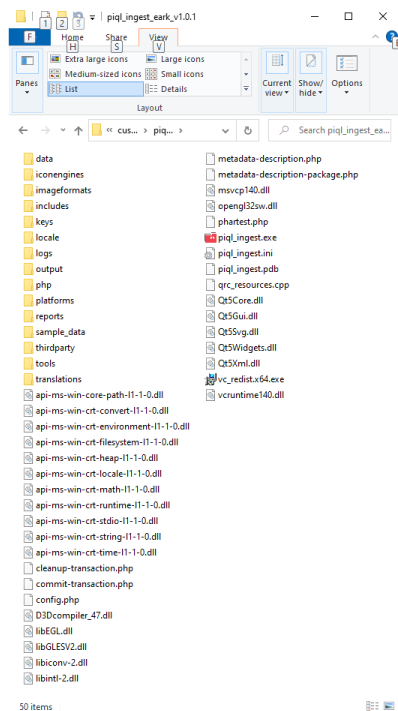 piql_ingest_eark_v1.0.1
1 2 3
F Home Share View
H S V
Extra large icons Large icons
Medium-sized icons Small icons
List Details
Panes
Current view
Show/ hide
Options
Layout
« cus... › piq... ›
Search piql_ingest_ea...
data
iconengines
imageformats
includes
keys
locale
logs
output
php
platforms
reports
sample_data
thirdparty
tools
translations
api-ms-win-core-path-l1-1-0.dll
api-ms-win-crt-convert-l1-1-0.dll
api-ms-win-crt-environment-l1-1-0.dll
api-ms-win-crt-filesystem-l1-1-0.dll
api-ms-win-crt-heap-l1-1-0.dll
api-ms-win-crt-locale-l1-1-0.dll
api-ms-win-crt-math-l1-1-0.dll
api-ms-win-crt-runtime-l1-1-0.dll
api-ms-win-crt-stdio-l1-1-0.dll
api-ms-win-crt-string-l1-1-0.dll
api-ms-win-crt-time-l1-1-0.dll
cleanup-transaction.php
commit-transaction.php
config.php
D3Dcompiler_47.dll
libEGL.dll
libGLESV2.dll
libiconv-2.dll
libintl-2.dll
metadata-description.php
metadata-description-package.php
msvcp140.dll
opengl32sw.dll
phartest.php
piql_ingest.exe
piql_ingest.ini
piql_ingest.pdb
qrc_resources.cpp
Qt5Core.dll
Qt5Gui.dll
Qt5Svg.dll
Qt5Widgets.dll
Qt5Xml.dll
vc_redist.x64.exe
vcruntime140.dll
50 items